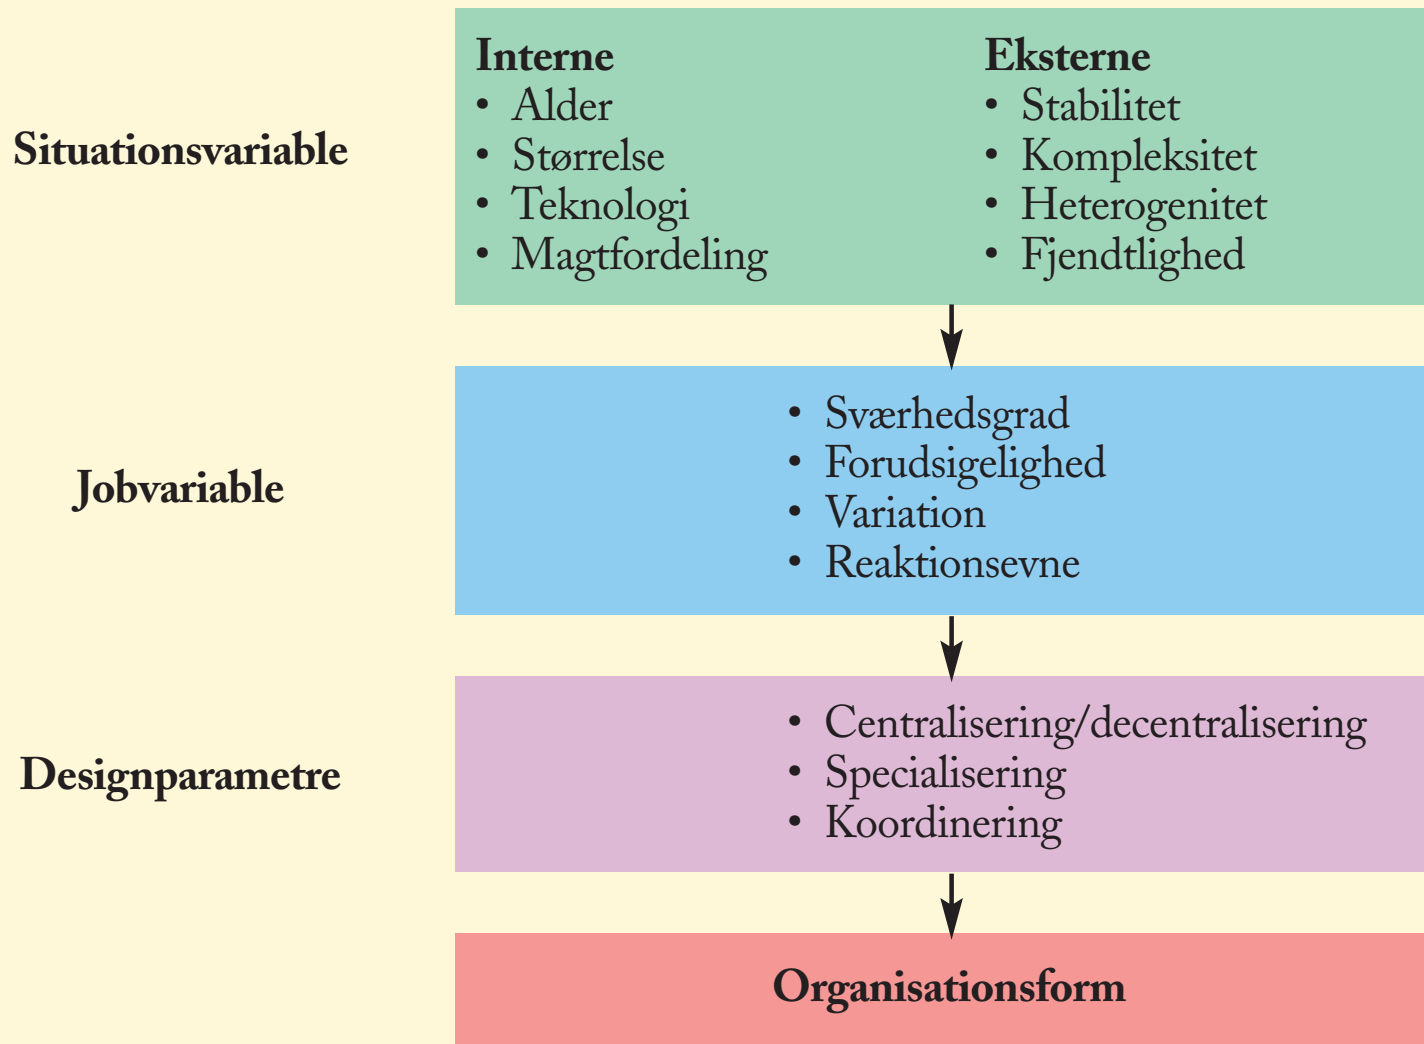 Situationsvariable
Interne
• Alder
• Størrelse
• Teknologi
• Magtfordeling
Eksterne
• Stabilitet
• Kompleksitet
• Heterogenitet
• Fjendtlighed
Jobvariable
• Sværhedsgrad
• Forudsigelighed
• Variation
• Reaktionsevne
Designparametre
• Centralisering/decentralisering
• Specialisering
• Koordinering
Organisationsform